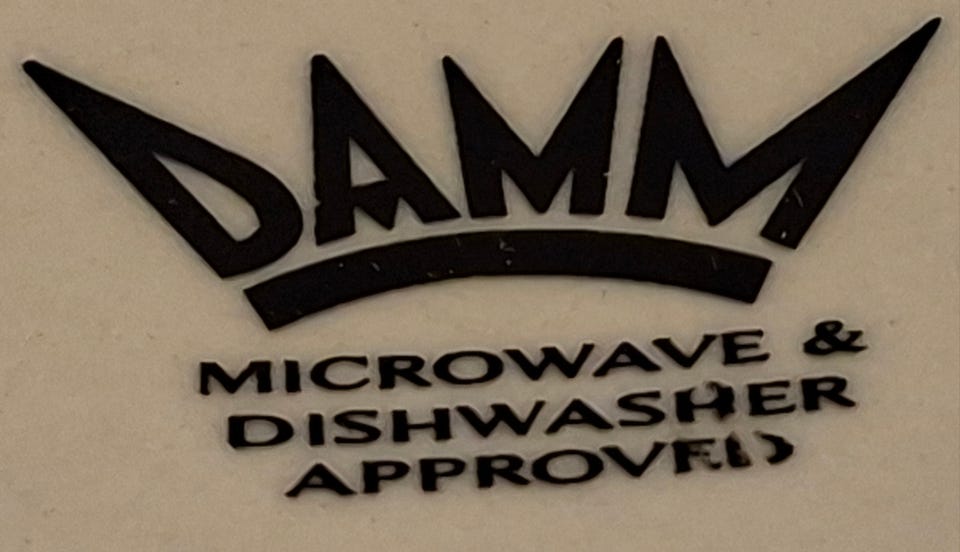 DAMM
MICROWAVE &
DISHWASHER
APPROVED